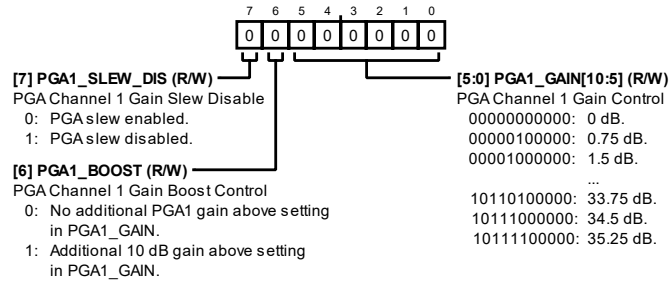 7 6 5 4 3 2 1 0
0 0 0 0 0 0 0 0
[7] PGA1_SLEW_DIS (R/W)
PGA Channel 1 Gain Slew Disable
0: PGA slew enabled.
1: PGA slew disabled.
[6] PGA1_BOOST (R/W)
PGA Channel 1 Gain Boost Control
0: No additional PGA1 gain above setting
in PGA1_GAIN.
1: Additional 10 dB gain above setting
in PGA1_GAIN.
[5:0] PGA1_GAIN[10:5] (R/W)
PGA Channel 1 Gain Control
00000000000: 0 dB.
00000100000: 0.75 dB.
00001000000: 1.5 dB.
...
10110100000: 33.75 dB.
10111000000: 34.5 dB.
10111100000: 35.25 dB.